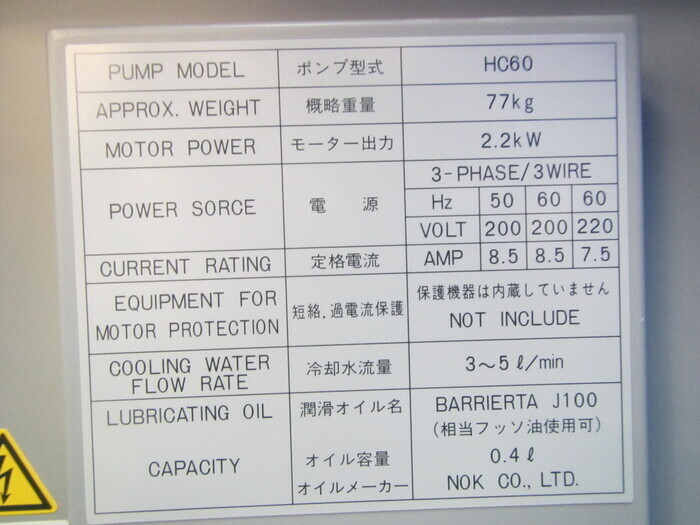 PUMP MODEL ポンプ型式 HC60
APPROX. WEIGHT 概略重量 77kg
MOTOR POWER モーター出力 2.2kW
POWER SORCE 電 源 3-PHASE/3WIRE
Hz 50 60 60
VOLT 200 200 220
CURRENT RATING 定格電流 AMP 8.5 8.5 7.5
EQUIPMENT FOR MOTOR PROTECTION 短絡.過電流保護 保護機器は内蔵していません
NOT INCLUDE
COOLING WATER FLOW RATE 冷却水流量 3～5ℓ/min
LUBRICATING OIL 潤滑オイル名 BARRIERTA J100
(相当フッソ油使用可)
CAPACITY オイル容量 0.4ℓ
オイルメーカー NOK CO., LTD.